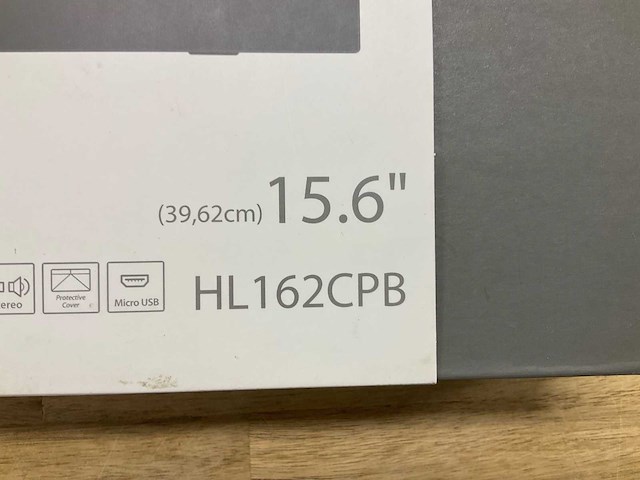 (39,62cm) 15.6"
ereo
Protective
Cover
Micro USB
HL162CPB